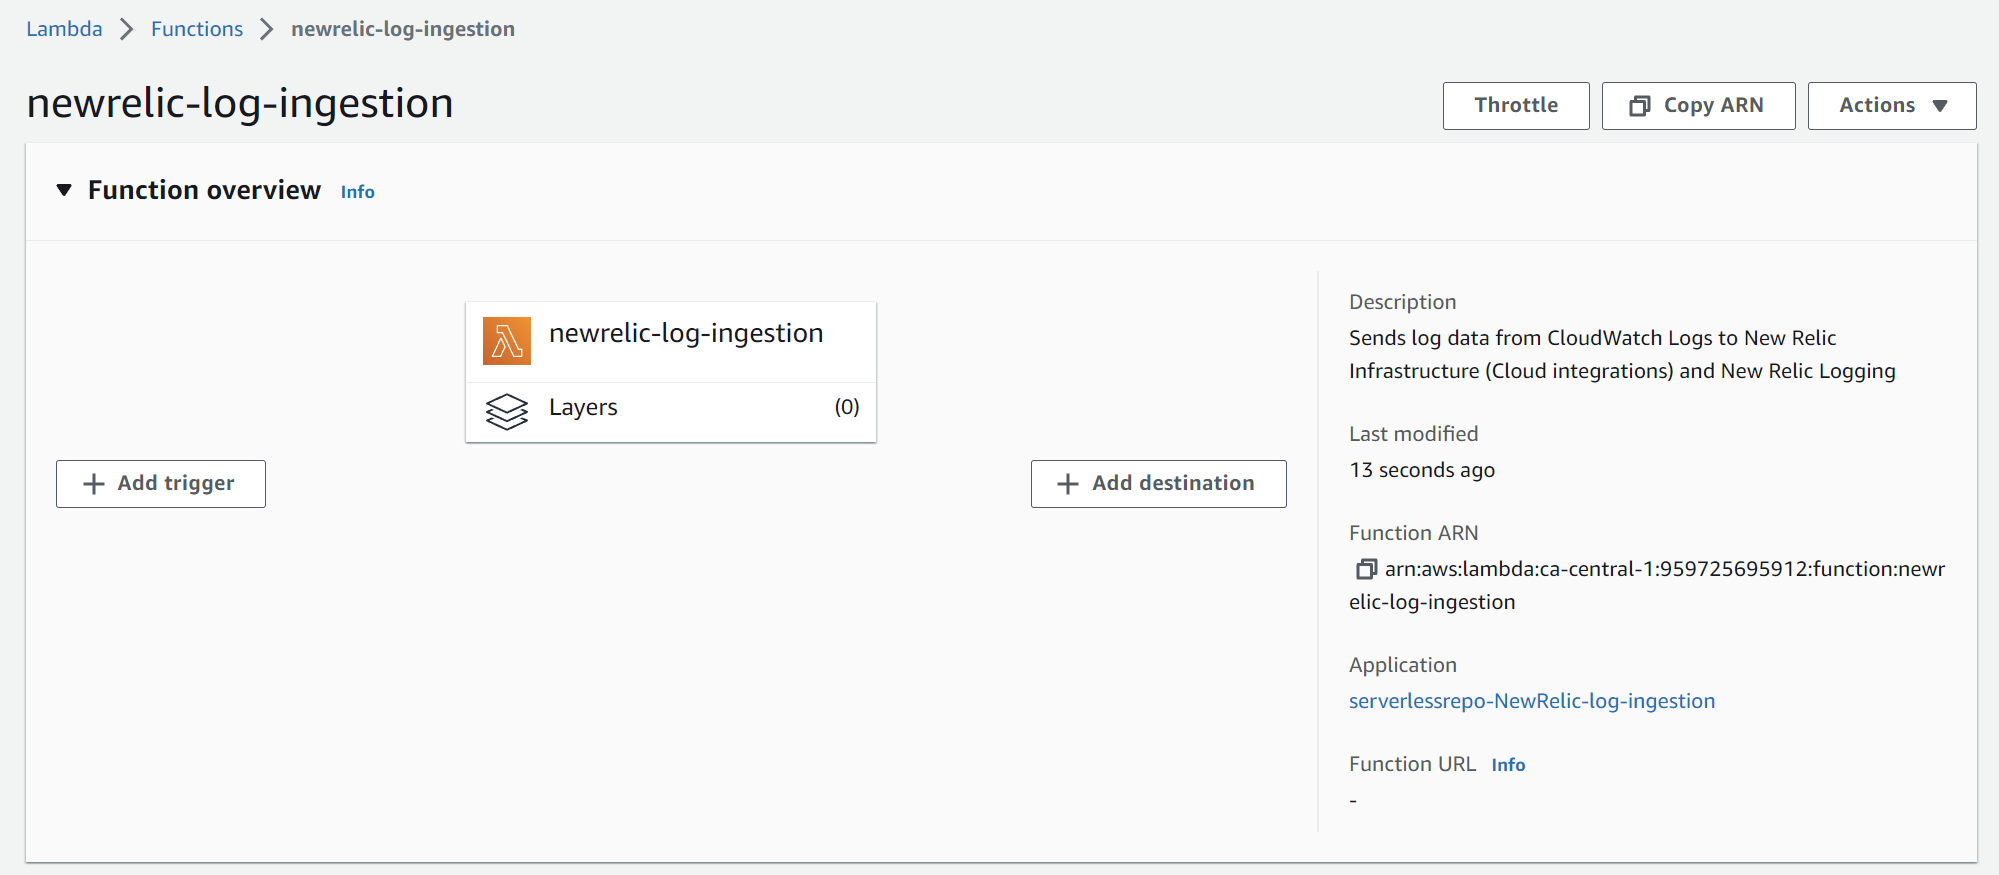 Lambda > Functions > newrelic-log-ingestion
newrelic-log-ingestion
Throttle
Copy ARN
Actions
Function overview Info
newrelic-log-ingestion
Layers (0)
Add trigger
Add destination
Description
Sends log data from CloudWatch Logs to New Relic
Infrastructure (Cloud integrations) and New Relic Logging
Last modified
13 seconds ago
Function ARN
arn:aws:lambda:ca-central-1:959725695912:function:newr
elic-log-ingestion
Application
serverlessrepo-NewRelic-log-ingestion
Function URL Info
-